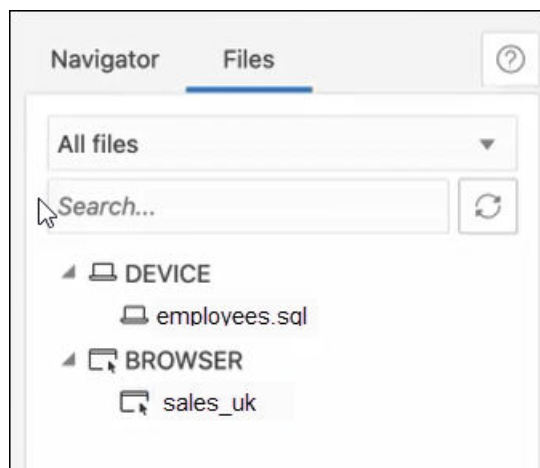 Navigator Files
All files
Search...
DEVICE
employees.sql
BROWSER
sales_uk